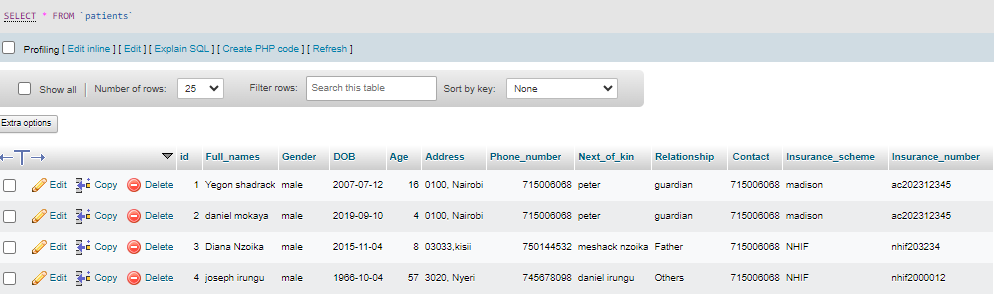 SELECT * FROM `patients`
Profiling [ Edit inline ] [ Edit ] [ Explain SQL ] [ Create PHP code ] [ Refresh ]
Show all Number of rows: 25 Filter rows: Search this table Sort by key: None
Extra options
id Full_names Gender DOB Age Address Phone_number Next_of_kin Relationship Contact Insurance_scheme Insurance_number
Edit Copy Delete 1 Yegon shadrack male 2007-07-12 16 0100, Nairobi 715006068 peter guardian 715006068 madison ac202312345
Edit Copy Delete 2 daniel mokaya male 2019-09-10 4 0100, Nairobi 715006068 peter guardian 715006068 madison ac202312345
Edit Copy Delete 3 Diana Nzoika male 2015-11-04 8 03033,kisii 750144532 meshack nzoika Father 715006068 NHIF nhif203234
Edit Copy Delete 4 joseph irungu male 1966-10-04 57 3020, Nyeri 745678098 daniel irungu Others 715006068 NHIF nhif2000012